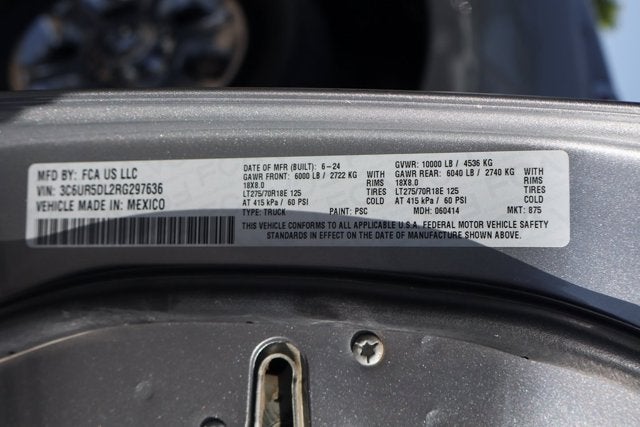 MFD BY: FCA US LLC
VIN: 3C6UR5DL2RG297636
VEHICLE MADE IN: MEXICO
DATE OF MFR (BUILT): 6-24
GAWR FRONT: 6000 LB / 2722 KG WITH
18X8.0 RIMS
LT275/70R18E 125 TIRES
AT 415 kPa / 60 PSI COLD
TYPE: TRUCK PAINT: PSC
GVWR: 10000 LB / 4536 KG
GAWR REAR: 6040 LB / 2740 KG WITH
18X8.0 RIMS
LT275/70R18E 125 TIRES
AT 415 kPa / 60 PSI COLD
MDH: 060414 MKT: 875
THIS VEHICLE CONFORMS TO ALL APPLICABLE U.S.A. FEDERAL MOTOR VEHICLE SAFETY
STANDARDS IN EFFECT ON THE DATE OF MANUFACTURE SHOWN ABOVE.